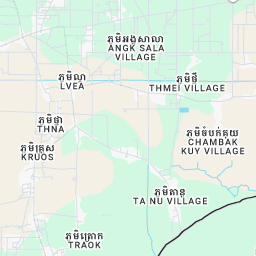 ភូមិអង្គសាលា
ANGK SALA
VILLAGE
ភូមិល្វា
LVEA
ភូមិថ្មី
THMEI VILLAGE
ភូមិថ្នា
THNA
ភូមិគ្រួស
KRUOS
ភូមិចំបក់គុយ
CHAMBAK
KUY VILLAGE
ភូមិតានូ
TA NU VILLAGE
ភូមិត្រោក
TRAOK